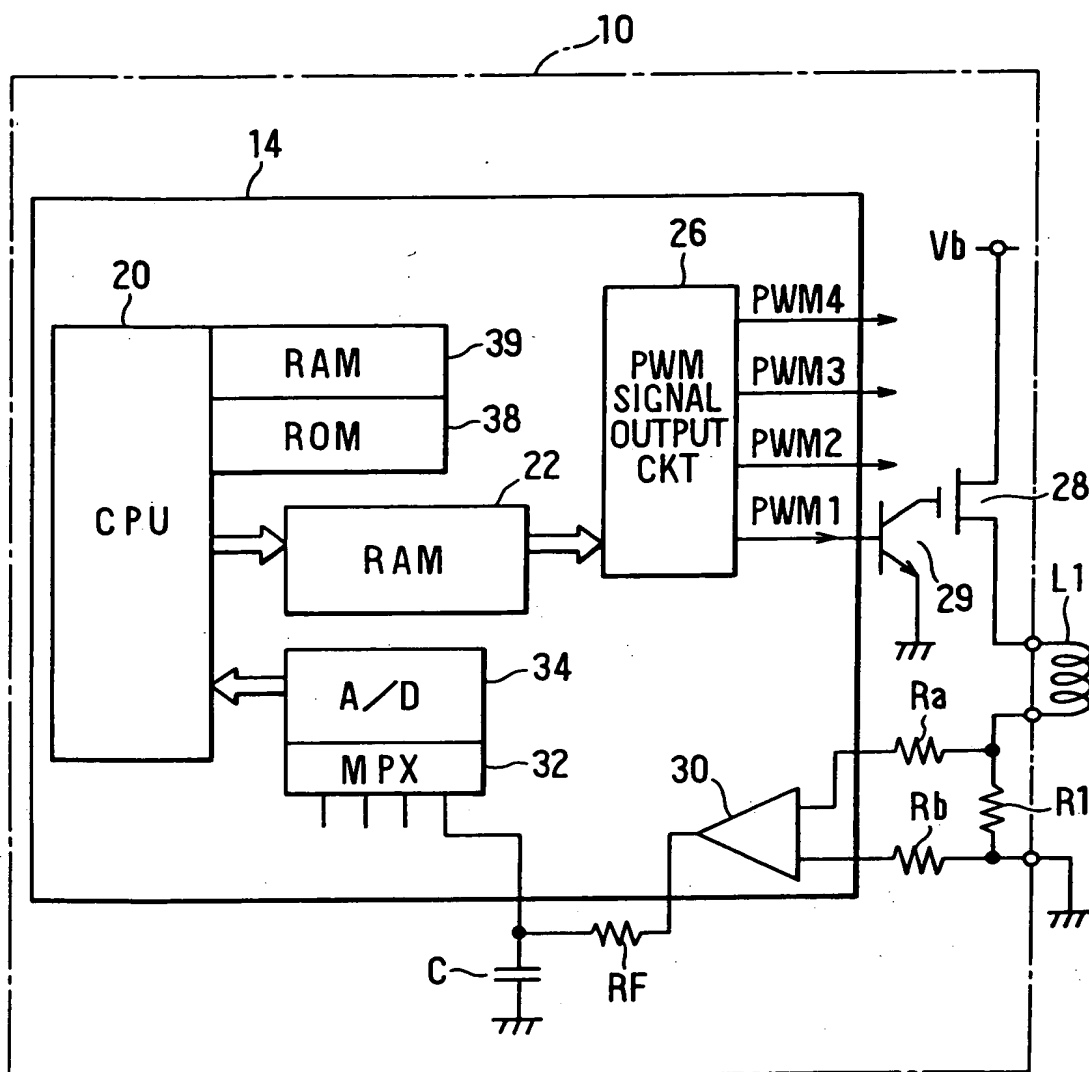 10
14
20
26
Vb
PWM4
RAM
39
PWM
SIGNAL
OUTPUT
CKT
PWM3
ROM
38
PWM2
22
28
CPU
PWM1
RAM
29
L1
34
A/D
Ra
MPX
32
30
R1
Rb
C
RF